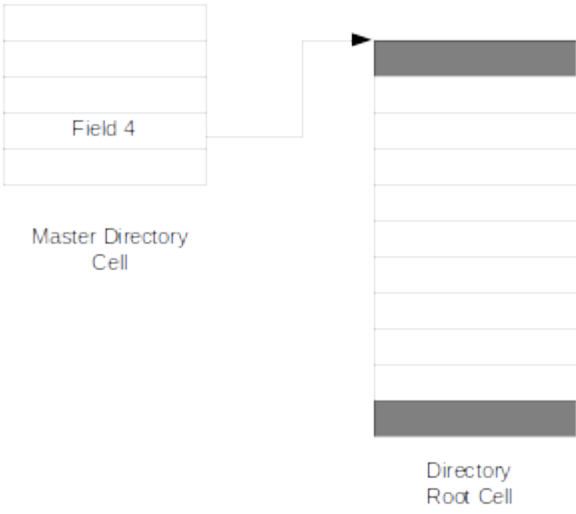 Field 4
Master Directory
Cell
Directory
Root Cell